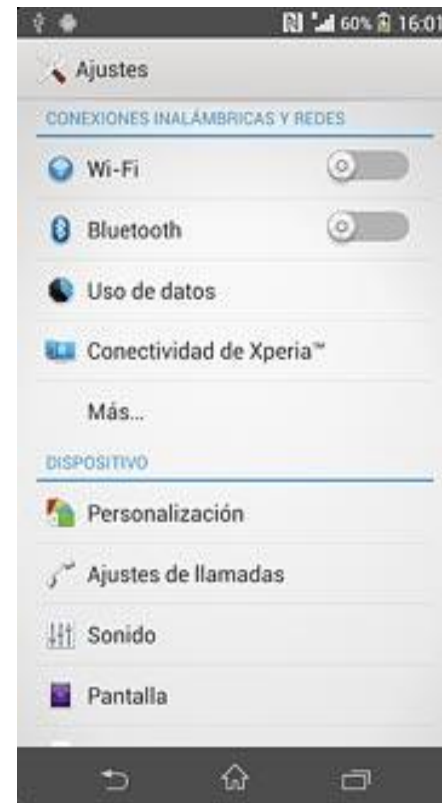 60% 16:01
Ajustes
CONEXIONES INALÁMBRICAS Y REDES
Wi-Fi
Bluetooth
Uso de datos
Conectividad de Xperia™
Más...
DISPOSITIVO
Personalización
Ajustes de llamadas
Sonido
Pantalla